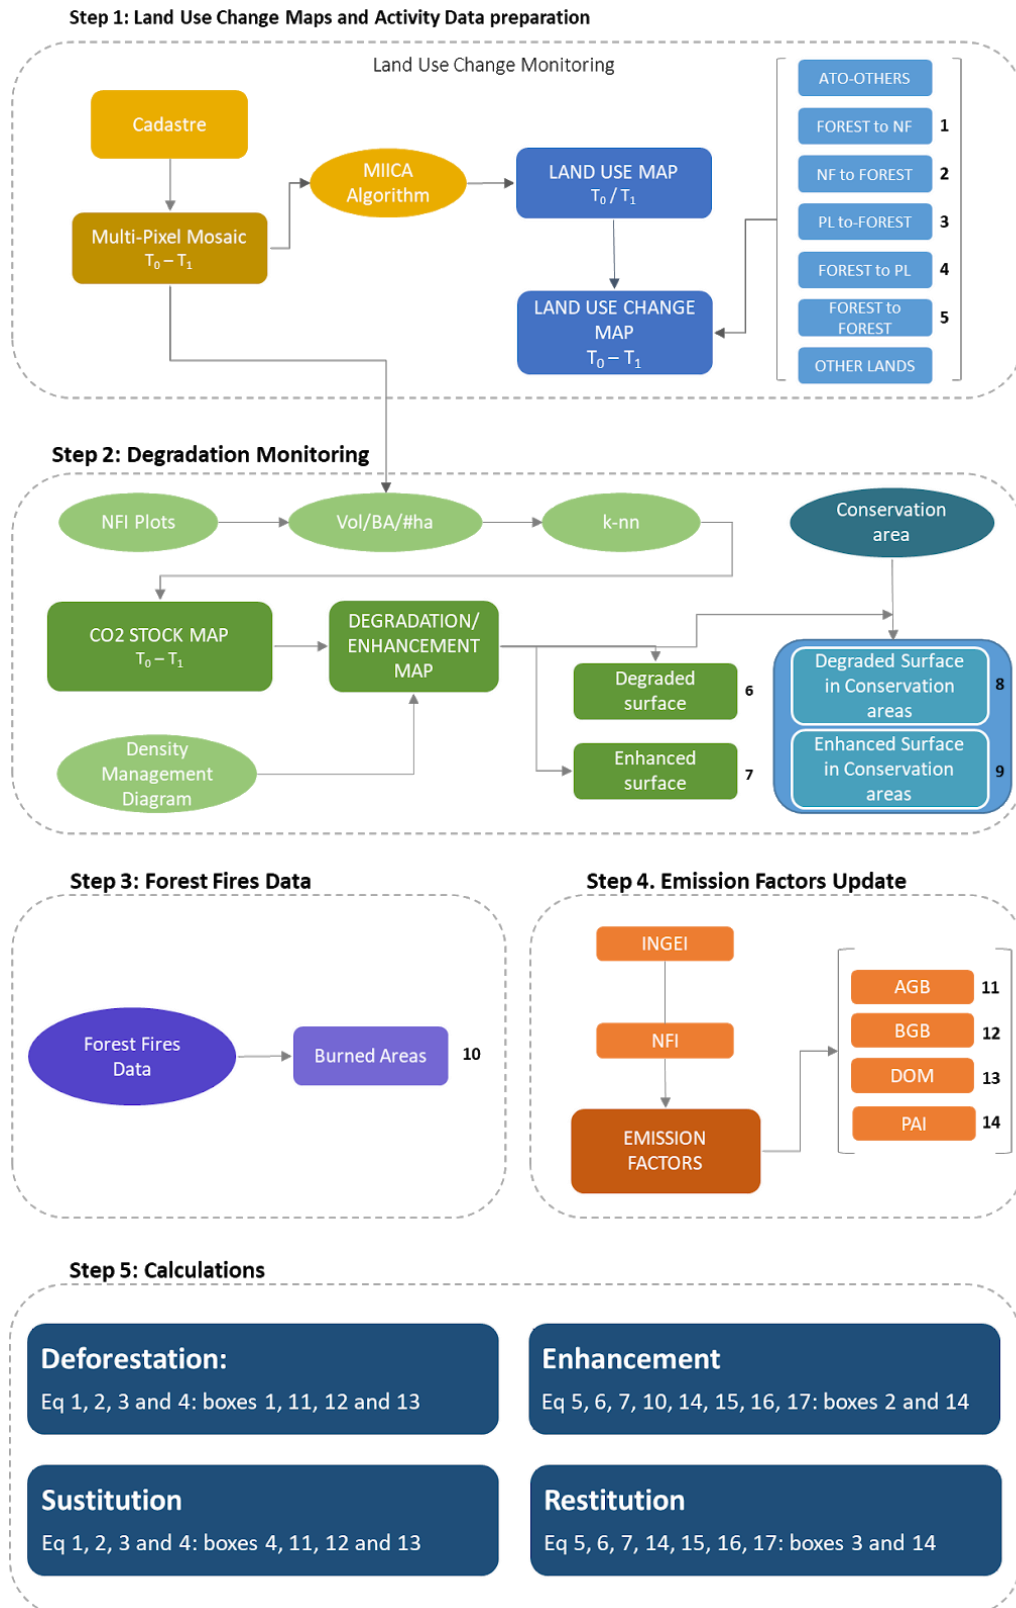 Step 1: Land Use Change Maps and Activity Data preparation
Land Use Change Monitoring
Cadastre
Multi-Pixel Mosaic
T0 – T1
MIICA
Algorithm
LAND USE MAP
T0 / T1
LAND USE CHANGE
MAP
T0 – T1
ATO-OTHERS
FOREST to NF 1
NF to FOREST 2
PL to-FOREST 3
FOREST to PL 4
FOREST to
FOREST 5
OTHER LANDS
Step 2: Degradation Monitoring
NFI Plots
Vol/BA/#ha
k-nn
Conservation
area
CO2 STOCK MAP
T0 – T1
DEGRADATION/
ENHANCEMENT
MAP
Density
Management
Diagram
Degraded
surface
6
Enhanced
surface
7
Degraded Surface
in Conservation
areas
8
Enhanced Surface
in Conservation
areas
9
Step 3: Forest Fires Data
Forest Fires
Data
Burned Areas 10
Step 4. Emission Factors Update
INGEI
NFI
EMISSION
FACTORS
AGB 11
BGB 12
DOM 13
PAI 14
Step 5: Calculations
Deforestation:
Eq 1, 2, 3 and 4: boxes 1, 11, 12 and 13
Enhancement
Eq 5, 6, 7, 10, 14, 15, 16, 17: boxes 2 and 14
Sustitution
Eq 1, 2, 3 and 4: boxes 4, 11, 12 and 13
Restitution
Eq 5, 6, 7, 14, 15, 16, 17: boxes 3 and 14